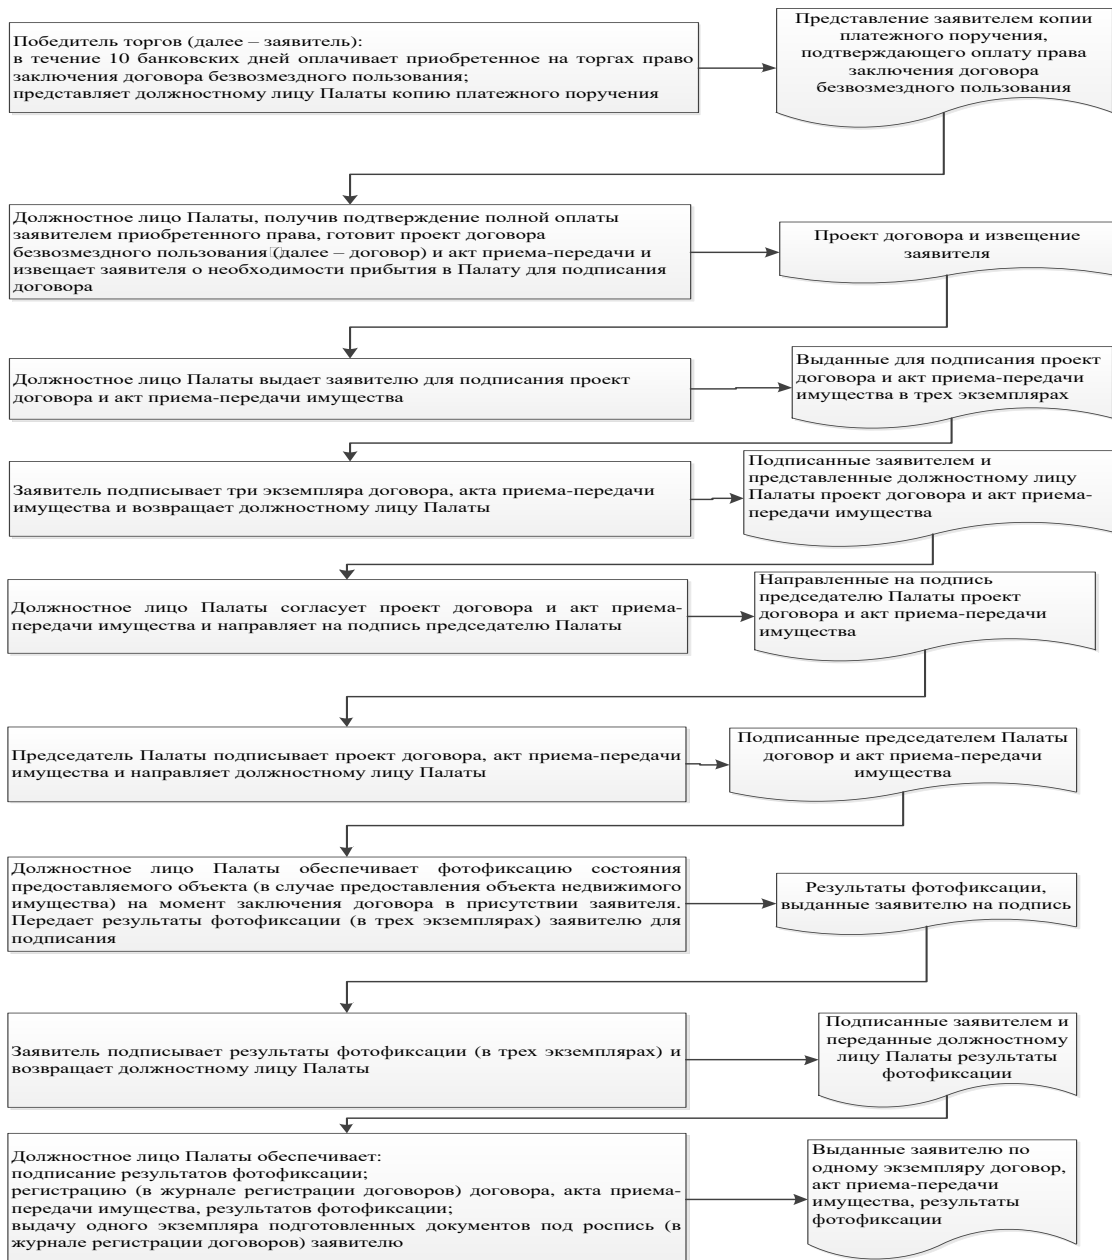 Победитель торгов (далее – заявитель):
в течение 10 банковских дней оплачивает приобретенное на торгах право
заключения договора безвозмездного пользования;
представляет должностному лицу Палаты копию платежного поручения
Представление заявителем копии
платежного поручения,
подтверждающего оплату права
заключения договора
безвозмездного пользования
Должностное лицо Палаты, получив подтверждение полной оплаты
заявителем приобретенного права, готовит проект договора
безвозмездного пользования (далее – договор) и акт приема-передачи и
извещает заявителя о необходимости прибытия в Палату для подписания
договора
Проект договора и извещение
заявителя
Должностное лицо Палаты выдает заявителю для подписания проект
договора и акт приема-передачи имущества
Выданные для подписания проект
договора и акт приема-передачи
имущества в трех экземплярах
Заявитель подписывает три экземпляра договора, акта приема-передачи
имущества и возвращает должностному лицу Палаты
Подписанные заявителем и
представленные должностному лицу
Палаты проект договора и акт приема-
передачи имущества
Должностное лицо Палаты согласует проект договора и акт приема-
передачи имущества и направляет на подпись председателю Палаты
Направленные на подпись
председателю Палаты проект
договора и акт приема-передачи
имущества
Председатель Палаты подписывает проект договора, акт приема-передачи
имущества и направляет должностному лицу Палаты
Подписанные председателем Палаты
договор и акт приема-передачи
имущества
Должностное лицо Палаты обеспечивает фотофиксацию состояния
предоставляемого объекта (в случае предоставления объекта недвижимого
имущества) на момент заключения договора в присутствии заявителя.
Передает результаты фотофиксации (в трех экземплярах) заявителю для
подписания
Результаты фотофиксации,
выданные заявителю на подпись
Заявитель подписывает результаты фотофиксации (в трех экземплярах) и
возвращает должностному лицу Палаты
Подписанные заявителем и
переданные должностному
лицу Палаты результаты
фотофиксации
Должностное лицо Палаты обеспечивает:
подписание результатов фотофиксации;
регистрацию (в журнале регистрации договоров) договора, акта приема-
передачи имущества, результатов фотофиксации;
выдачу одного экземпляра подготовленных документов под роспись (в
журнале регистрации договоров) заявителю
Выданные заявителю по
одному экземпляру договор,
акт приема-передачи
имущества, результаты
фотофиксации